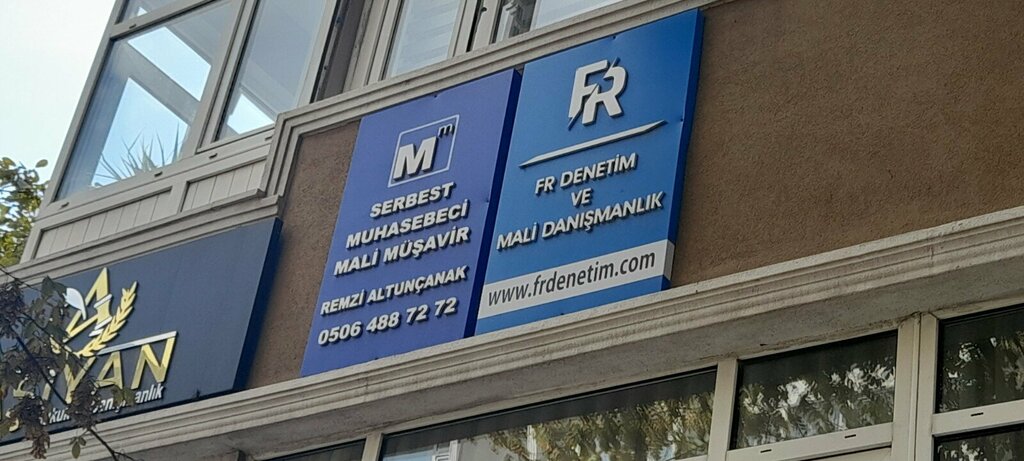 Mm
SERBEST
MUHASEBECİ
MALİ MÜŞAVİR
REMZİ ALTUNÇANAK
0506 488 72 72
FR
FR DENETİM
VE
MALİ DANIŞMANLIK
www.frdenetim.com